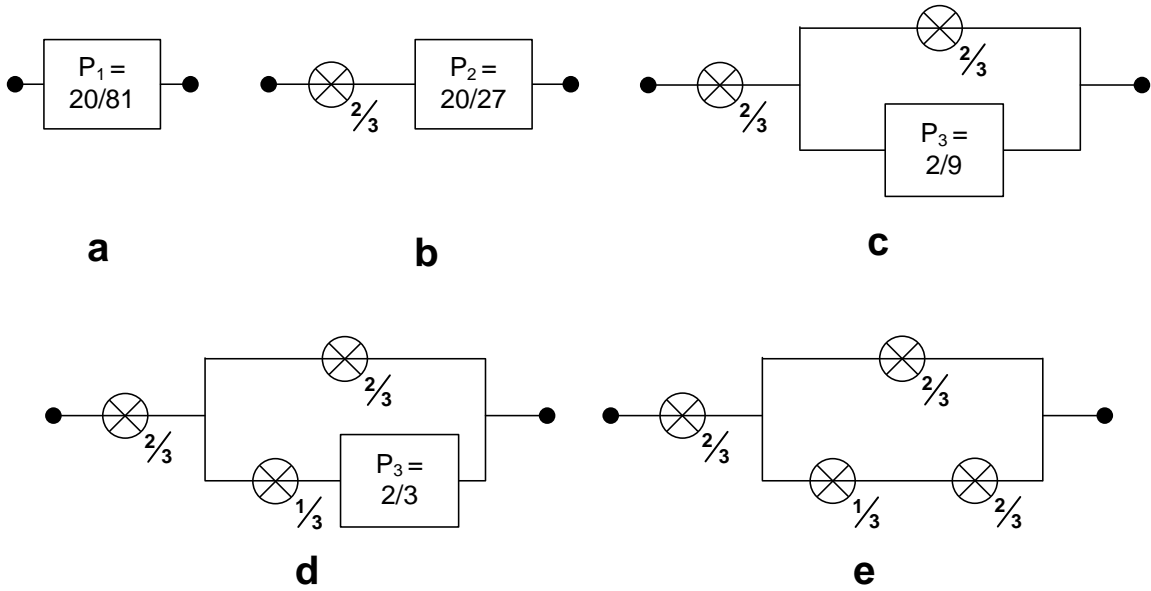 P₁ =
20/81
a
2/3
P₂ =
20/27
b
2/3
2/3
P₃ =
2/9
c
2/3
2/3
1/3
P₃ =
2/3
d
2/3
2/3
1/3
2/3
e